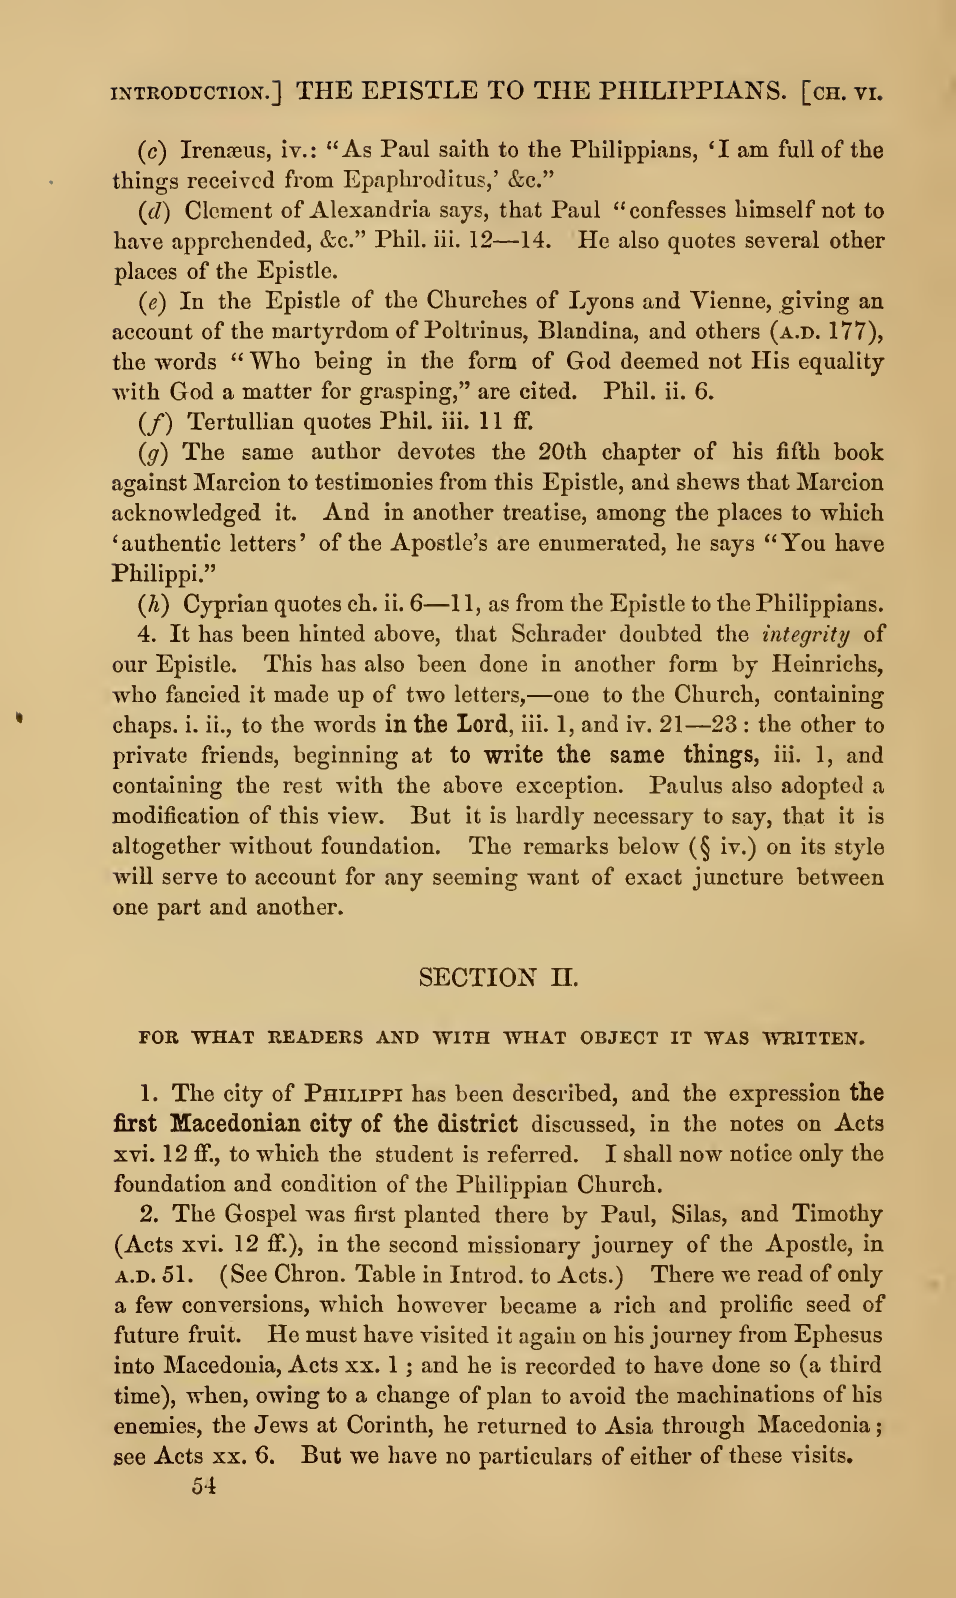 INTRODUCTION.] THE EPISTLE TO THE PHILIPPIANS. [CH. VI.
(c) Irenæus, iv.: “As Paul saith to the Philippians, ‘I am full of the
things received from Epaphroditus,’ &c.”
(d) Clement of Alexandria says, that Paul “confesses himself not to
have apprehended, &c.” Phil. iii. 12—14. He also quotes several other
places of the Epistle.
(e) In the Epistle of the Churches of Lyons and Vienne, giving an
account of the martyrdom of Poltrinus, Blandina, and others (A.D. 177),
the words “Who being in the form of God deemed not His equality
with God a matter for grasping,” are cited. Phil. ii. 6.
(f) Tertullian quotes Phil. iii. 11 ff.
(g) The same author devotes the 20th chapter of his fifth book
against Marcion to testimonies from this Epistle, and shews that Marcion
acknowledged it. And in another treatise, among the places to which
‘authentic letters’ of the Apostle’s are enumerated, he says “You have
Philippi.”
(h) Cyprian quotes ch. ii. 6—11, as from the Epistle to the Philippians.
4. It has been hinted above, that Schrader doubted the integrity of
our Epistle. This has also been done in another form by Heinrichs,
who fancied it made up of two letters,—one to the Church, containing
chaps. i. ii., to the words in the Lord, iii. 1, and iv. 21—23 : the other to
private friends, beginning at to write the same things, iii. 1, and
containing the rest with the above exception. Paulus also adopted a
modification of this view. But it is hardly necessary to say, that it is
altogether without foundation. The remarks below (§ iv.) on its style
will serve to account for any seeming want of exact juncture between
one part and another.
SECTION II.
FOR WHAT READERS AND WITH WHAT OBJECT IT WAS WRITTEN.
1. The city of PHILIPPI has been described, and the expression the
first Macedonian city of the district discussed, in the notes on Acts
xvi. 12 ff., to which the student is referred. I shall now notice only the
foundation and condition of the Philippian Church.
2. The Gospel was first planted there by Paul, Silas, and Timothy
(Acts xvi. 12 ff.), in the second missionary journey of the Apostle, in
A.D. 51. (See Chron. Table in Introd. to Acts.) There we read of only
a few conversions, which however became a rich and prolific seed of
future fruit. He must have visited it again on his journey from Ephesus
into Macedonia, Acts xx. 1 ; and he is recorded to have done so (a third
time), when, owing to a change of plan to avoid the machinations of his
enemies, the Jews at Corinth, he returned to Asia through Macedonia ;
see Acts xx. 6. But we have no particulars of either of these visits.
54